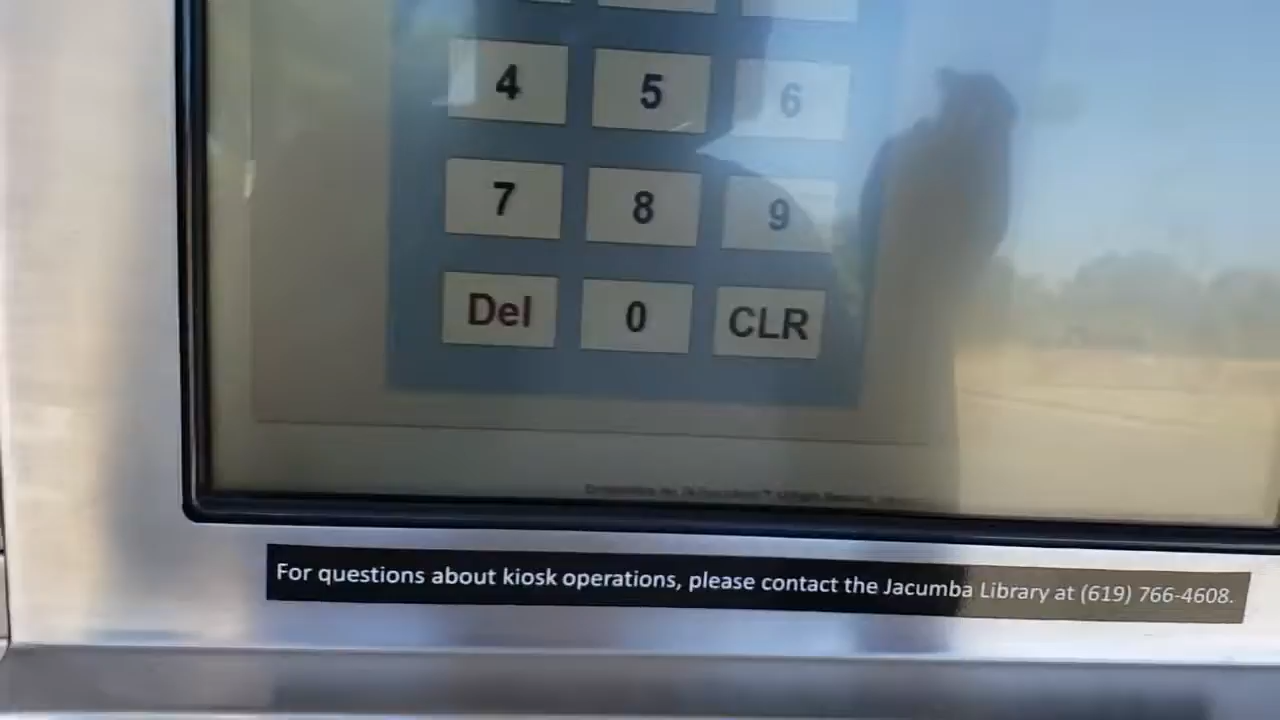 4 5 6
7 8 9
Del 0 CLR
For questions about kiosk operations, please contact the Jacumba Library at (619) 766-4608.